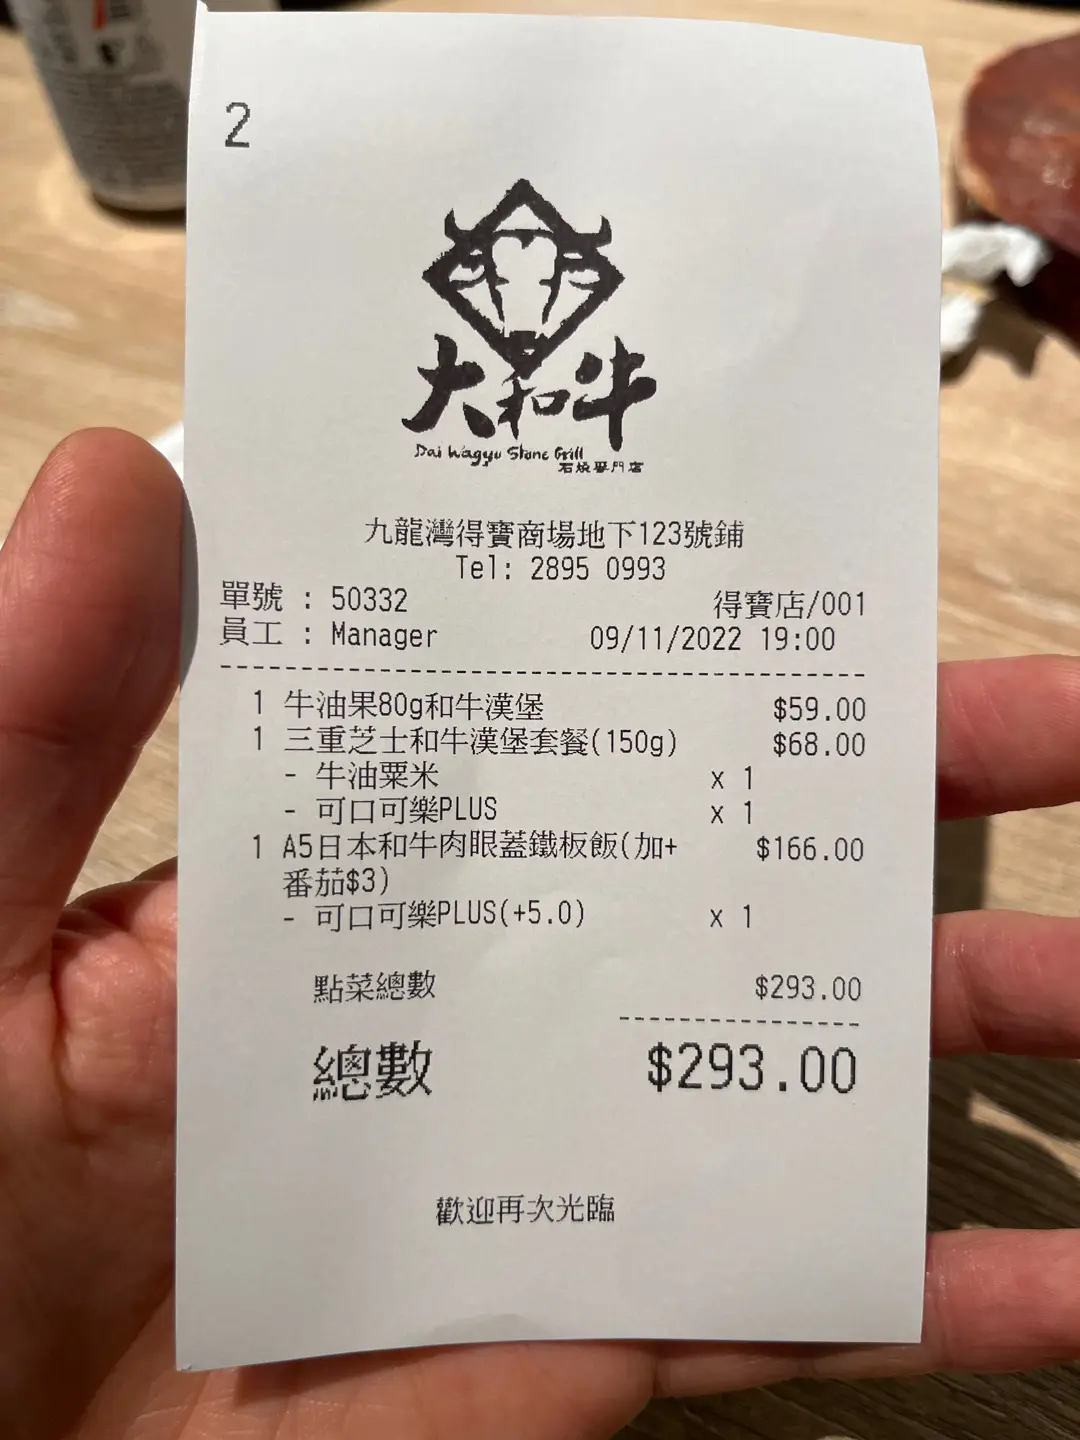 2
大和牛
Dai Wagyu Stone Grill
石燒專門店
九龍灣得寶商場地下123號鋪
Tel: 2895 0993
單號 : 50332 得寶店/001
員工 : Manager 09/11/2022 19:00
1 牛油果80g和牛漢堡 $59.00
1 三重芝士和牛漢堡套餐(150g) $68.00
- 牛油粟米 x 1
- 可口可樂PLUS x 1
1 A5日本和牛肉眼蓋鐵板飯(加+ $166.00
番茄$3)
- 可口可樂PLUS(+5.0) x 1
點菜總數 $293.00
總數 $293.00
歡迎再次光臨